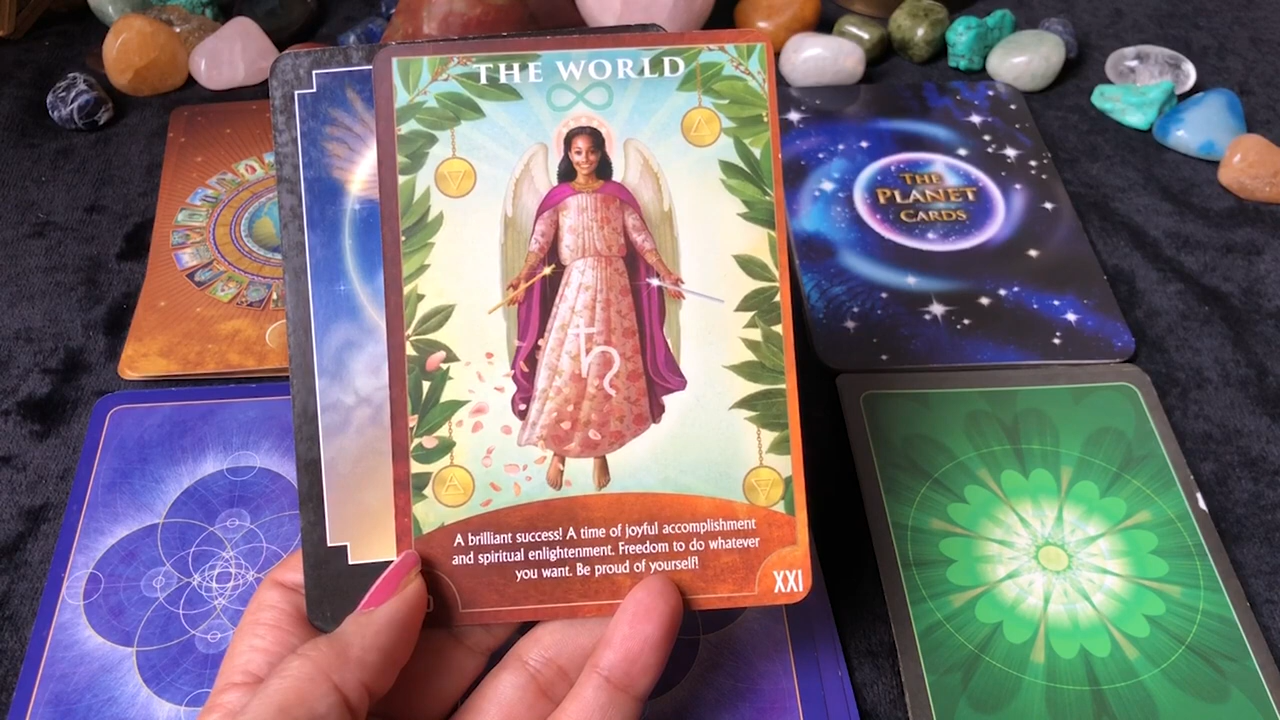 THE WORLD
THE
PLANET
CARDS
A brilliant success! A time of joyful accomplishment
and spiritual enlightenment. Freedom to do whatever
you want. Be proud of yourself!
XXI